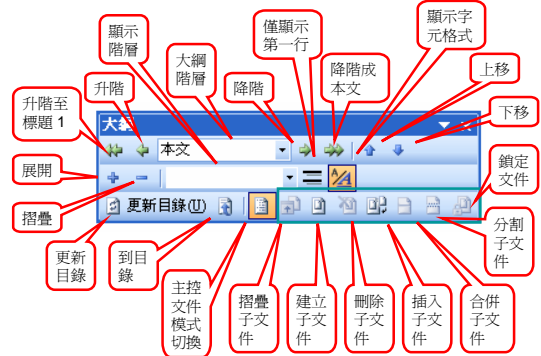 顯示
階層
大綱
階層
僅顯示
第一行
顯示字
元格式
升階至
標題 1
升階
降階
降階成
本文
上移
下移
大綱
本文
展開
摺疊
更新目錄(U)
鎖定
文件
更新
目錄
到目
錄
主控
文件
模式
切換
摺疊
子文
件
建立
子文
件
刪除
子文
件
插入
子文
件
合併
子文
件
分割
子文
件